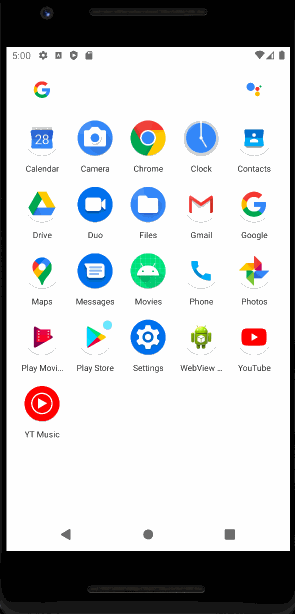 5:00
Calendar Camera Chrome Clock Contacts
Drive Duo Files Gmail Google
Maps Messages Movies Phone Photos
Play Movi... Play Store Settings WebView ... YouTube
YT Music